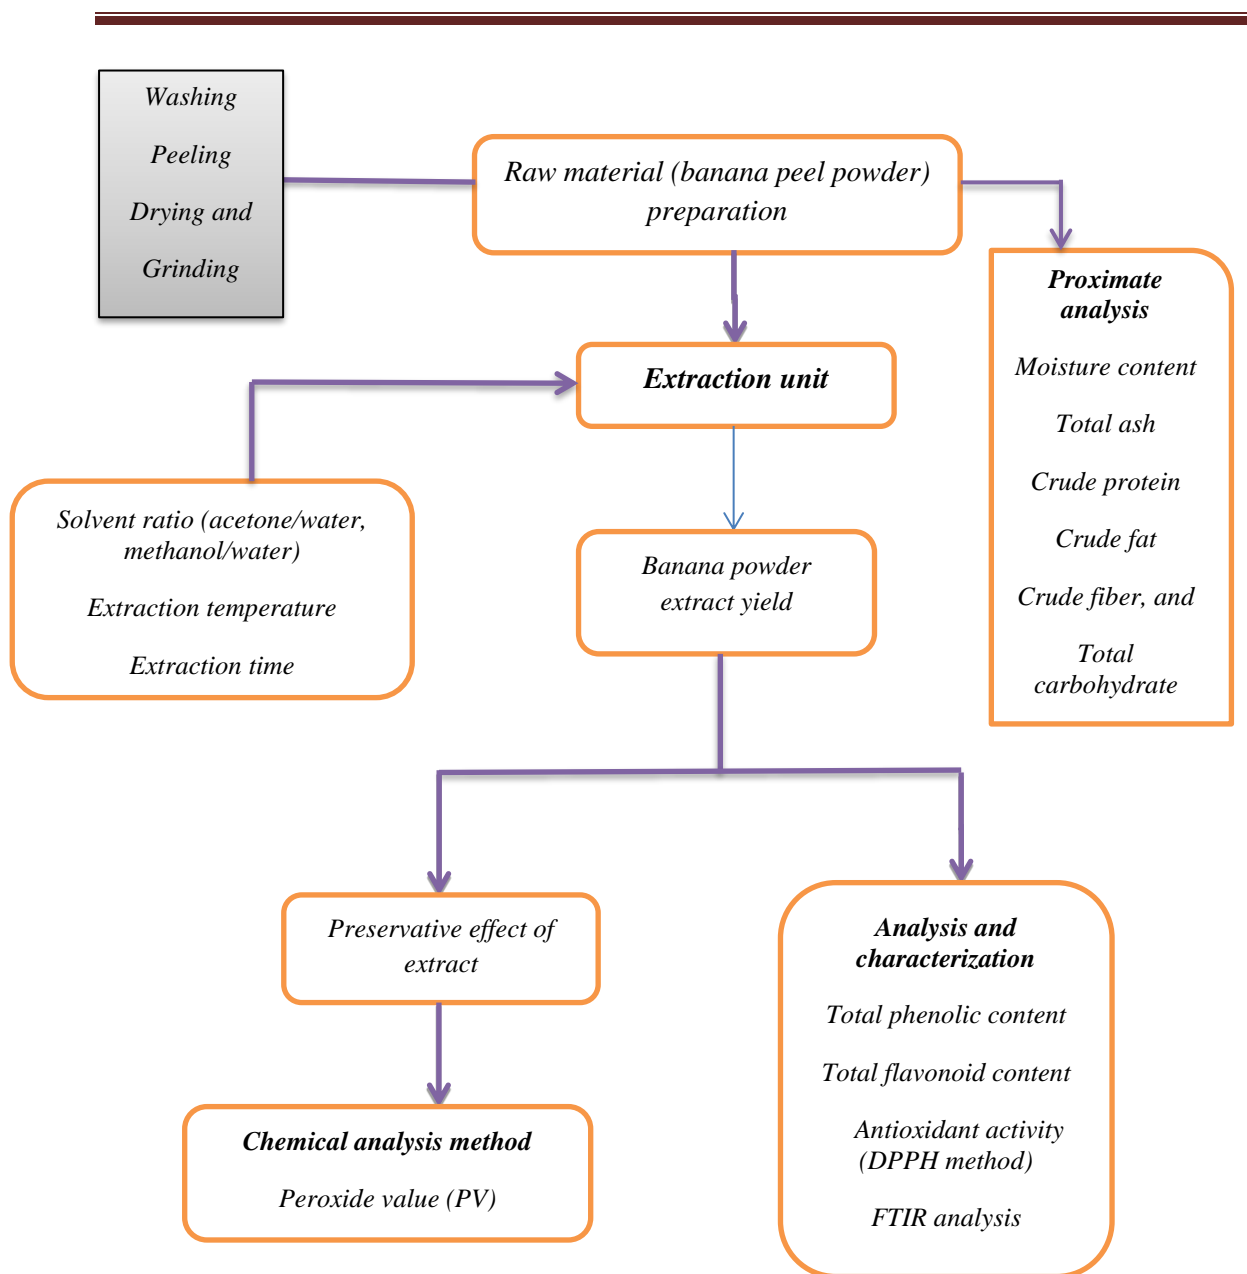 Washing
Peeling
Drying and
Grinding
Raw material (banana peel powder)
preparation
Proximate
analysis
Moisture content
Total ash
Crude protein
Crude fat
Crude fiber, and
Total
carbohydrate
Extraction unit
Solvent ratio (acetone/water,
methanol/water)
Extraction temperature
Extraction time
Banana powder
extract yield
Preservative effect of
extract
Chemical analysis method
Peroxide value (PV)
Analysis and
characterization
Total phenolic content
Total flavonoid content
Antioxidant activity
(DPPH method)
FTIR analysis